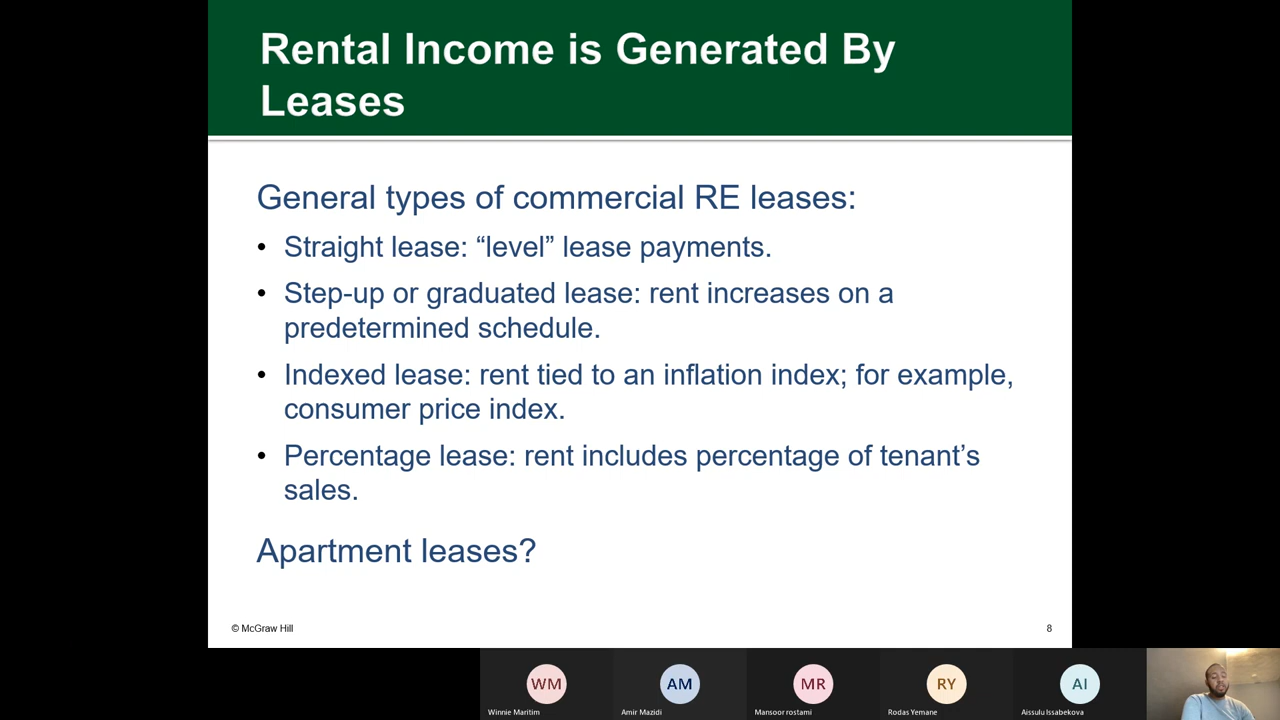 Rental Income is Generated By
Leases
General types of commercial RE leases:
• Straight lease: “level” lease payments.
• Step-up or graduated lease: rent increases on a
predetermined schedule.
• Indexed lease: rent tied to an inflation index; for example,
consumer price index.
• Percentage lease: rent includes percentage of tenant’s
sales.
Apartment leases?
© McGraw Hill
8
WM
AM
MR
RY
AI
Winnie Maritim
Amir Mazidi
Mansoor rostami
Rodas Yemane
Aissulu Issabekova